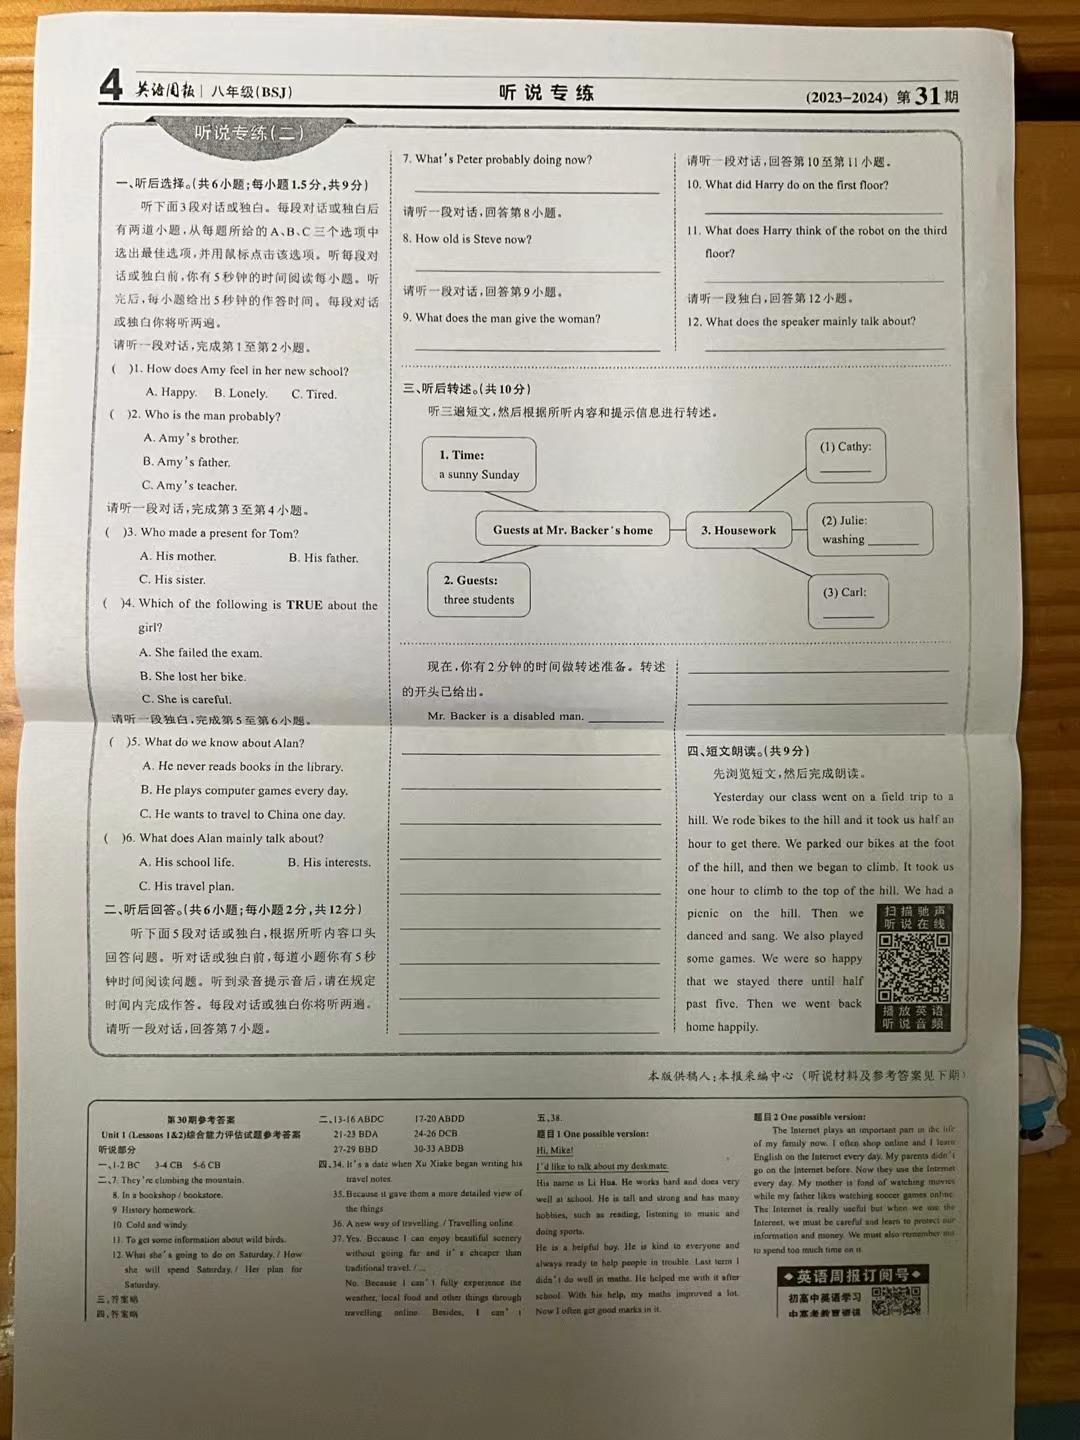 4 英语周报 八年级(BSJ)
听说专练
(2023-2024) 第31期
听说专练(二)
一、听后选择。(共6小题;每小题1.5分,共9分)
听下面3段对话或独白。每段对话或独白后
有两道小题,从每题所给的A、B、C三个选项中
选出最佳选项,并用鼠标点击该选项。听每段对
话或独白前,你有5秒钟的时间阅读每小题。听
完后,每小题给出5秒钟的作答时间。每段对话
或独白你将听两遍。
请听一段对话,完成第1至第2小题。
( )1. How does Amy feel in her new school?
A. Happy. B. Lonely. C. Tired.
( )2. Who is the man probably?
A. Amy's brother.
B. Amy's father.
C. Amy's teacher.
请听一段对话,完成第3至第4小题。
( )3. Who made a present for Tom?
A. His mother. B. His father.
C. His sister.
( )4. Which of the following is TRUE about the
girl?
A. She failed the exam.
B. She lost her bike.
C. She is careful.
请听一段独白,完成第5至第6小题。
( )5. What do we know about Alan?
A. He never reads books in the library.
B. He plays computer games every day.
C. He wants to travel to China one day.
( )6. What does Alan mainly talk about?
A. His school life. B. His interests.
C. His travel plan.
二、听后回答。(共6小题;每小题2分,共12分)
听下面5段对话或独白,根据所听内容口头
回答问题。听对话或独白前,每道小题你有5秒
钟时间阅读问题。听到录音提示音后,请在规定
时间内完成作答。每段对话或独白你将听两遍。
请听一段对话,回答第7小题。
7. What's Peter probably doing now?
请听一段对话,回答第8小题。
8. How old is Steve now?
请听一段对话,回答第9小题。
9. What does the man give the woman?
请听一段对话,回答第10至第11小题。
10. What did Harry do on the first floor?
11. What does Harry think of the robot on the third
floor?
请听一段独白,回答第12小题。
12. What does the speaker mainly talk about?
三、听后转述。(共10分)
听三遍短文,然后根据所听内容和提示信息进行转述。
1. Time:
a sunny Sunday
Guests at Mr. Backer's home
2. Guests:
three students
3. Housework
(1) Cathy:
(2) Julie:
washing
(3) Carl:
现在,你有2分钟的时间做转述准备。转述
的开头已给出。
Mr. Backer is a disabled man.
四、短文朗读。(共9分)
先浏览短文,然后完成朗读。
Yesterday our class went on a field trip to a
hill. We rode bikes to the hill and it took us half an
hour to get there. We parked our bikes at the foot
of the hill, and then we began to climb. It took us
one hour to climb to the top of the hill. We had a
picnic on the hill. Then we
danced and sang. We also played
some games. We were so happy
that we stayed there until half
past five. Then we went back
home happily.
扫描驰声
听说在线
播放英语
听说音频
本版供稿人:本报采编中心(听说材料及参考答案见下期)
第30期参考答案
Unit 1 (Lessons 1&2)综合能力评估试题参考答案
听说部分
一、1-2 BC 3-4 CB 5-6 CB
二、7. They're climbing the mountain.
8. In a bookshop / bookstore.
9 History homework.
10. Cold and windy.
11. To get some information about wild birds.
12. What she's going to do on Saturday. / How
she will spend Saturday. / Her plan for
Saturday.
三、答案略
四、答案略
二、13-16 ABDC 17-20 ABDD
21-23 BDA 24-26 DCB
27-29 BBD 30-33 ABDB
四、34. It's a date when Xu Xiake began writing his
travel notes.
35. Because it gave them a more detailed view of
the things
36. A new way of travelling. / Travelling online.
37. Yes. Because I can enjoy beautiful scenery
without going far and it's cheaper than
traditional travel. / ...
No. Because I can't fully experience the
weather, local food and other things through
travelling online. Besides, I can't
五、38.
题目1 One possible version:
Hi, Mike!
I'd like to talk about my deskmate.
His name is Li Hua. He works hard and does very
well at school. He is tall and strong and has many
hobbies, such as reading, listening to music and
doing sports.
He is a helpful boy. He is kind to everyone and
always ready to help people in trouble. Last term I
didn't do well in maths. He helped me with it after
school. With his help, my maths improved a lot.
Now I often get good marks in it.
题目2 One possible version:
The Internet plays an important part in the life
of my family now. I often shop online and I learn
English on the Internet every day. My parents didn't
go on the Internet before. Now they use the Internet
every day. My mother is fond of watching movies
while my father likes watching soccer games online.
The Internet is really useful but when we use the
Internet, we must be careful and learn to protect our
information and money. We must also remember not
to spend too much time on it.
◆英语周报订阅号◆
初高中英语学习
中高考教育资讯